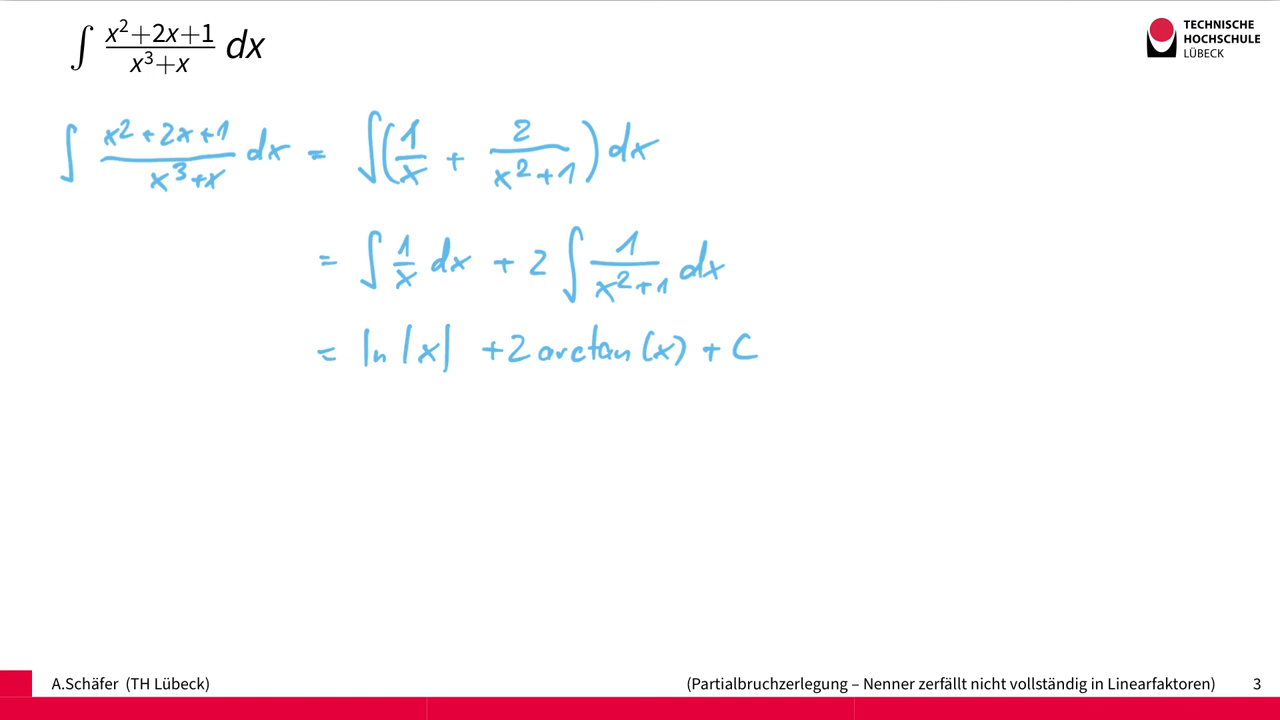 ∫ (x²+2x+1)/(x³+x) dx
TECHNISCHE
HOCHSCHULE
LÜBECK
∫ (x²+2x+1)/(x³+x) dx = ∫(1/x + 2/(x²+1)) dx
= ∫ 1/x dx + 2 ∫ 1/(x²+1) dx
= ln|x| + 2 arctan(x) + C
A.Schäfer (TH Lübeck)
(Partialbruchzerlegung – Nenner zerfällt nicht vollständig in Linearfaktoren)
3